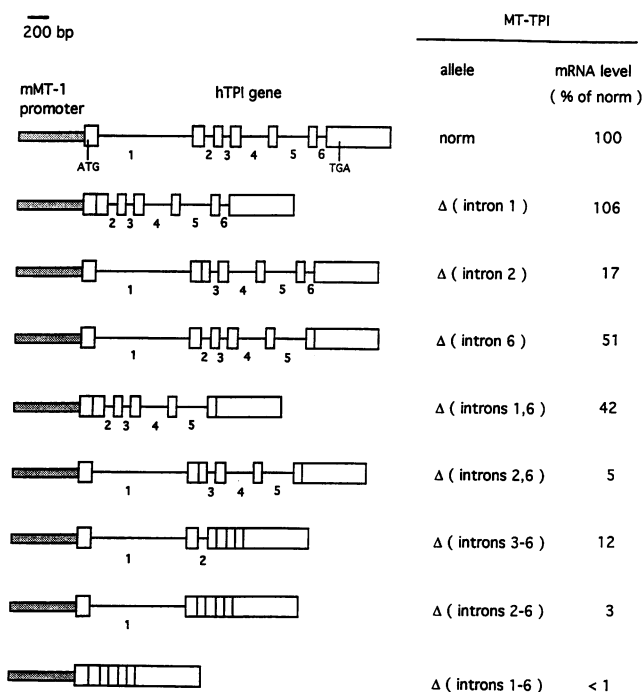 200 bp
MT-TPI
mMT-1 promoter
hTPI gene
allele
mRNA level
( % of norm )
ATG
1
2 3 4 5 6
TGA
norm
100
2 3 4 5 6
Δ ( intron 1 )
106
1
3 4 5 6
Δ ( intron 2 )
17
1
2 3 4 5
Δ ( intron 6 )
51
2 3 4 5
Δ ( introns 1,6 )
42
1
3 4 5
Δ ( introns 2,6 )
5
1
2
Δ ( introns 3-6 )
12
1
Δ ( introns 2-6 )
3
Δ ( introns 1-6 )
< 1